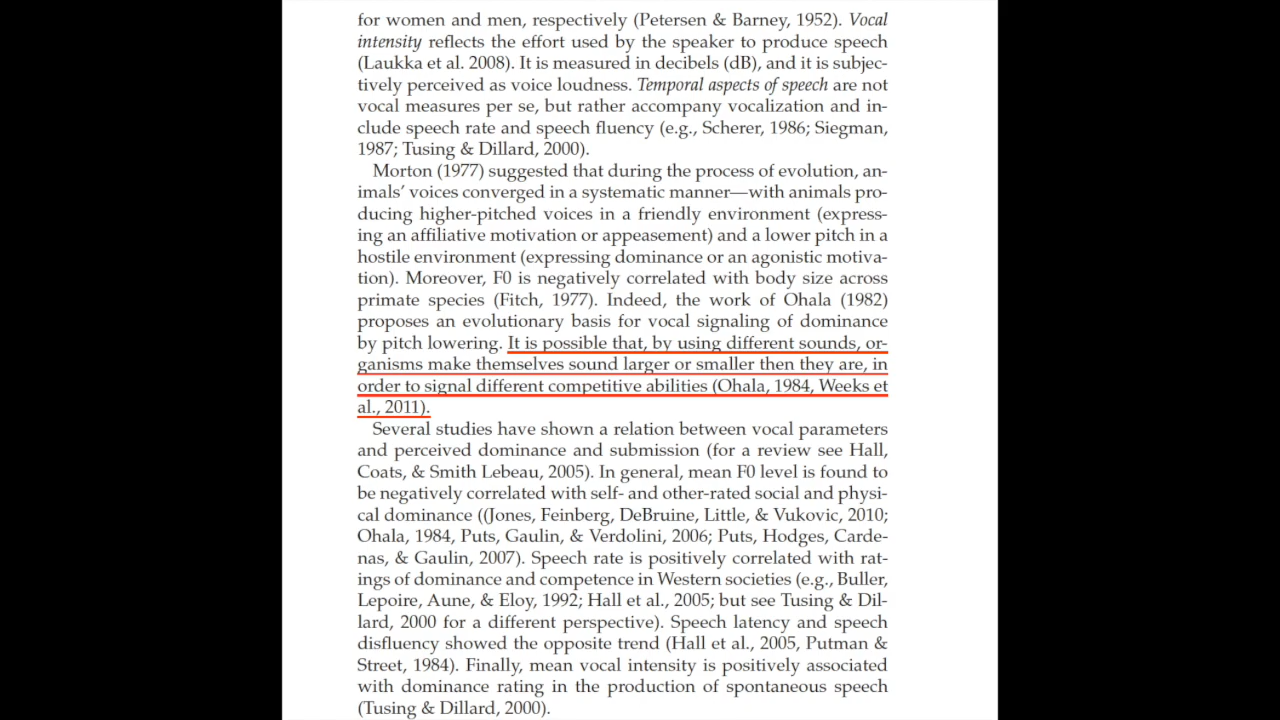 for women and men, respectively (Petersen & Barney, 1952). Vocal
intensity reflects the effort used by the speaker to produce speech
(Laukka et al. 2008). It is measured in decibels (dB), and it is subjec-
tively perceived as voice loudness. Temporal aspects of speech are not
vocal measures per se, but rather accompany vocalization and in-
clude speech rate and speech fluency (e.g., Scherer, 1986; Siegman,
1987; Tusing & Dillard, 2000).
Morton (1977) suggested that during the process of evolution, an-
imals' voices converged in a systematic manner—with animals pro-
ducing higher-pitched voices in a friendly environment (express-
ing an affiliative motivation or appeasement) and a lower pitch in a
hostile environment (expressing dominance or an agonistic motiva-
tion). Moreover, F0 is negatively correlated with body size across
primate species (Fitch, 1977). Indeed, the work of Ohala (1982)
proposes an evolutionary basis for vocal signaling of dominance
by pitch lowering. It is possible that, by using different sounds, or-
ganisms make themselves sound larger or smaller then they are, in
order to signal different competitive abilities (Ohala, 1984, Weeks et
al., 2011).
Several studies have shown a relation between vocal parameters
and perceived dominance and submission (for a review see Hall,
Coats, & Smith Lebeau, 2005). In general, mean F0 level is found to
be negatively correlated with self- and other-rated social and physi-
cal dominance ((Jones, Feinberg, DeBruine, Little, & Vukovic, 2010;
Ohala, 1984, Puts, Gaulin, & Verdolini, 2006; Puts, Hodges, Carde-
nas, & Gaulin, 2007). Speech rate is positively correlated with rat-
ings of dominance and competence in Western societies (e.g., Buller,
Lepoire, Aune, & Eloy, 1992; Hall et al., 2005; but see Tusing & Dil-
lard, 2000 for a different perspective). Speech latency and speech
disfluency showed the opposite trend (Hall et al., 2005, Putman &
Street, 1984). Finally, mean vocal intensity is positively associated
with dominance rating in the production of spontaneous speech
(Tusing & Dillard, 2000).